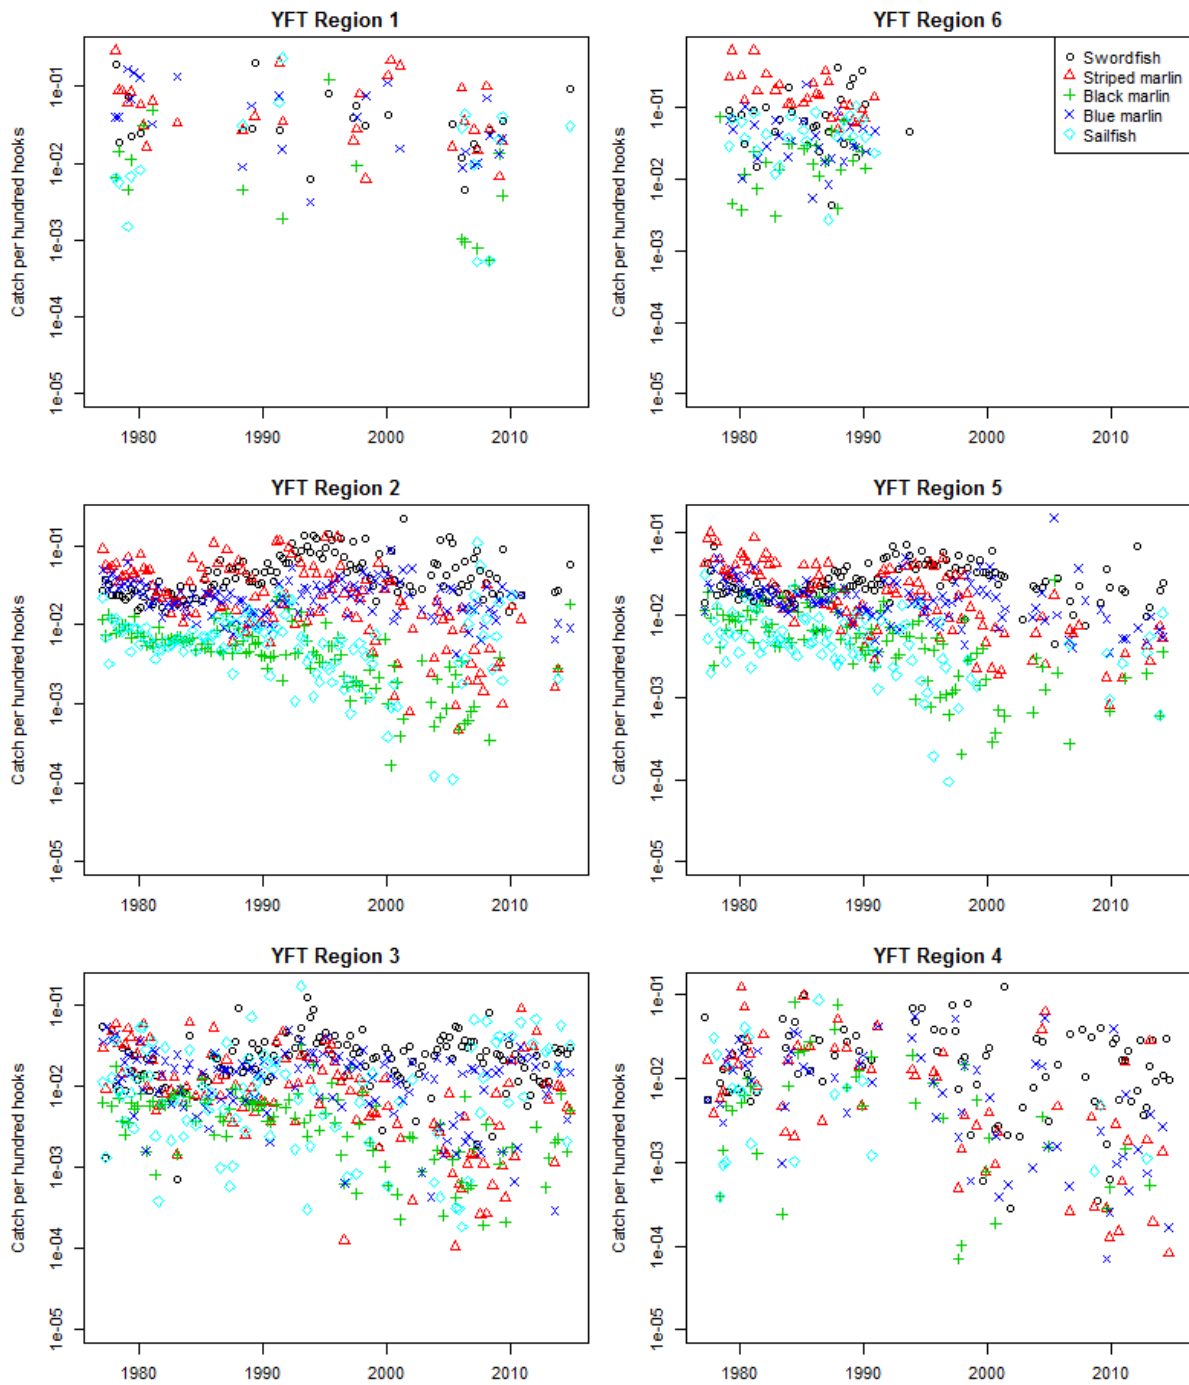 YFT Region 1
Catch per hundred hooks
1e-01
1e-02
1e-03
1e-04
1e-05
1980 1990 2000 2010
YFT Region 6
Catch per hundred hooks
1e-01
1e-02
1e-03
1e-04
1e-05
1980 1990 2000 2010
Swordfish
Striped marlin
Black marlin
Blue marlin
Sailfish
YFT Region 2
Catch per hundred hooks
1e-01
1e-02
1e-03
1e-04
1e-05
1980 1990 2000 2010
YFT Region 5
Catch per hundred hooks
1e-01
1e-02
1e-03
1e-04
1e-05
1980 1990 2000 2010
YFT Region 3
Catch per hundred hooks
1e-01
1e-02
1e-03
1e-04
1e-05
1980 1990 2000 2010
YFT Region 4
Catch per hundred hooks
1e-01
1e-02
1e-03
1e-04
1e-05
1980 1990 2000 2010